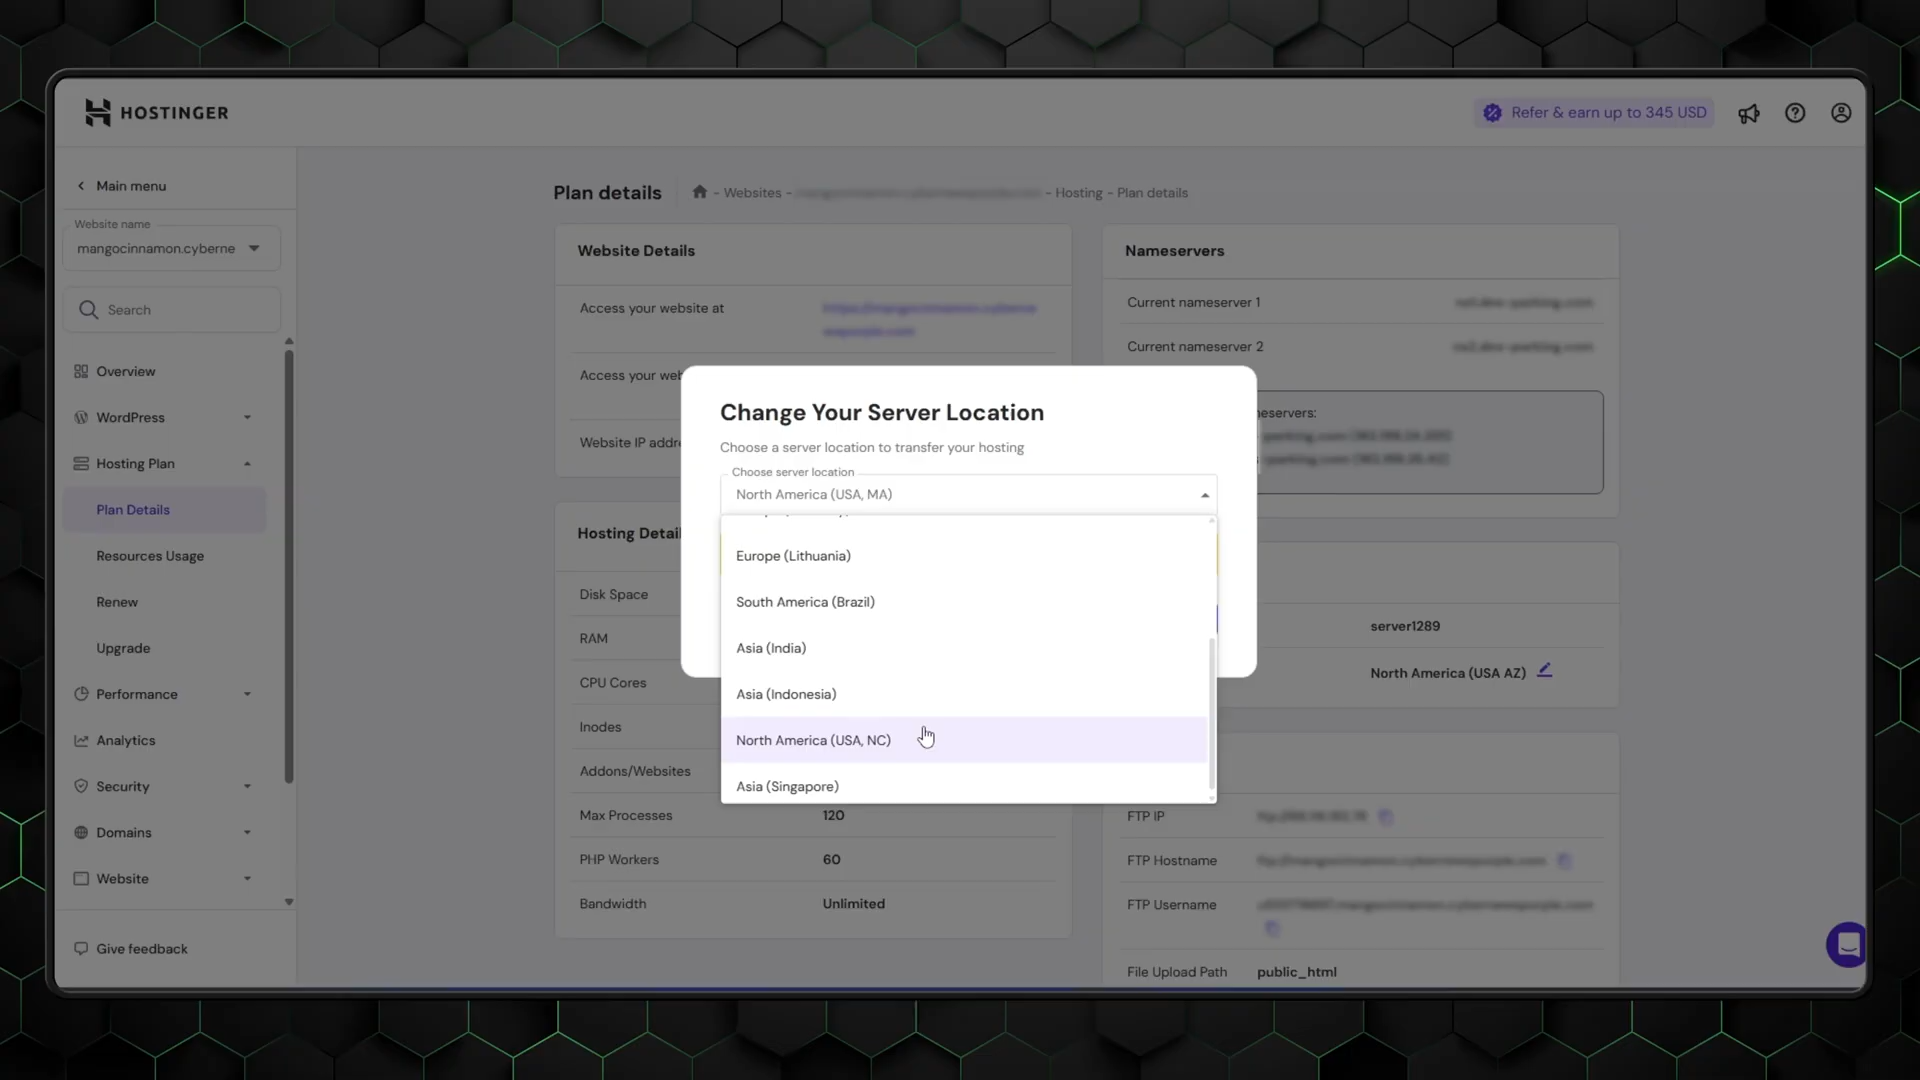 HOSTINGER
Refer & earn up to 345 USD
Main menu
Website name
mangocinnamon.cyberne
Search
Overview
WordPress
Hosting Plan
Plan Details
Resources Usage
Renew
Upgrade
Performance
Analytics
Security
Domains
Website
Give feedback
Plan details
- Websites -
- Hosting - Plan details
Website Details
Access your website at
Access your web
Website IP addre
Hosting Detail
Disk Space
RAM
CPU Cores
Inodes
Addons/Websites
Max Processes 120
PHP Workers 60
Bandwidth Unlimited
Change Your Server Location
Choose a server location to transfer your hosting
Choose server location
North America (USA, MA)
Europe (Lithuania)
South America (Brazil)
Asia (India)
Asia (Indonesia)
North America (USA, NC)
Asia (Singapore)
Nameservers
Current nameserver 1
Current nameserver 2
eservers:
server1289
North America (USA AZ)
FTP IP
FTP Hostname
FTP Username
File Upload Path public_html